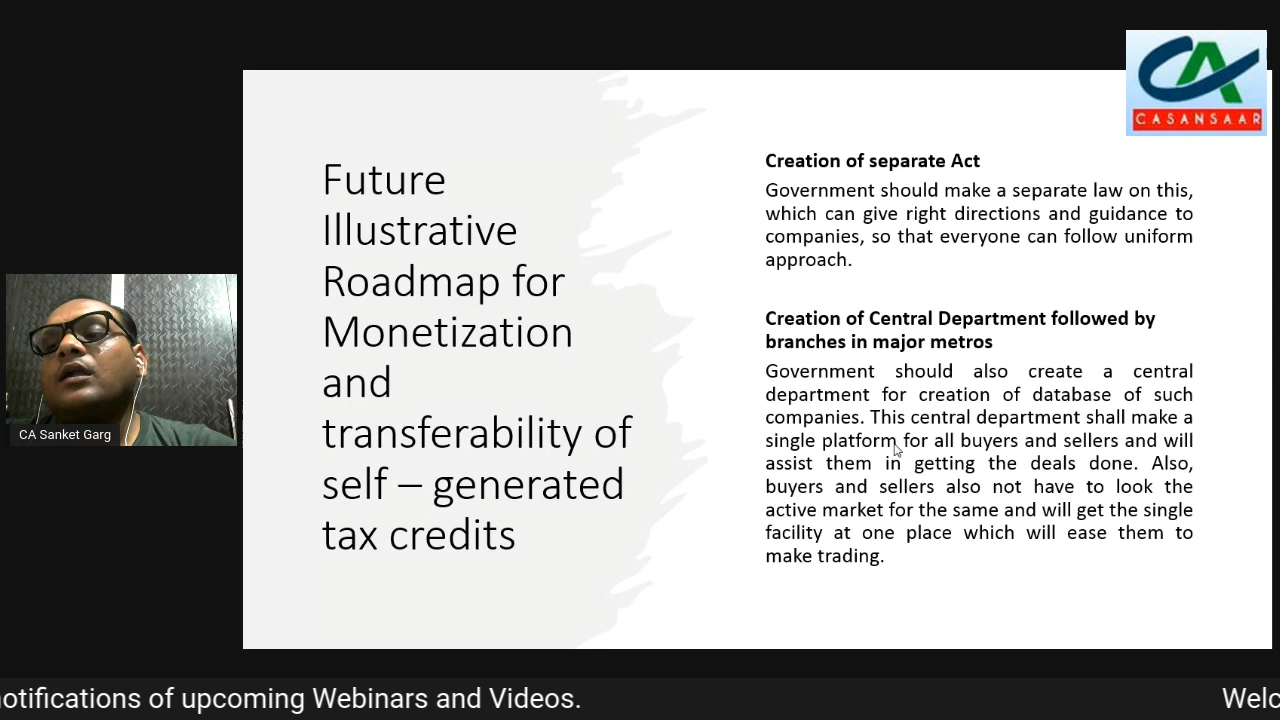 CASANSAAR
Future
Illustrative
Roadmap for
Monetization
and
transferability of
self – generated
tax credits
Creation of separate Act
Government should make a separate law on this,
which can give right directions and guidance to
companies, so that everyone can follow uniform
approach.
Creation of Central Department followed by
branches in major metros
Government should also create a central
department for creation of database of such
companies. This central department shall make a
single platform for all buyers and sellers and will
assist them in getting the deals done. Also,
buyers and sellers also not have to look the
active market for the same and will get the single
facility at one place which will ease them to
make trading.
CA Sanket Garg
notifications of upcoming Webinars and Videos.
Welc